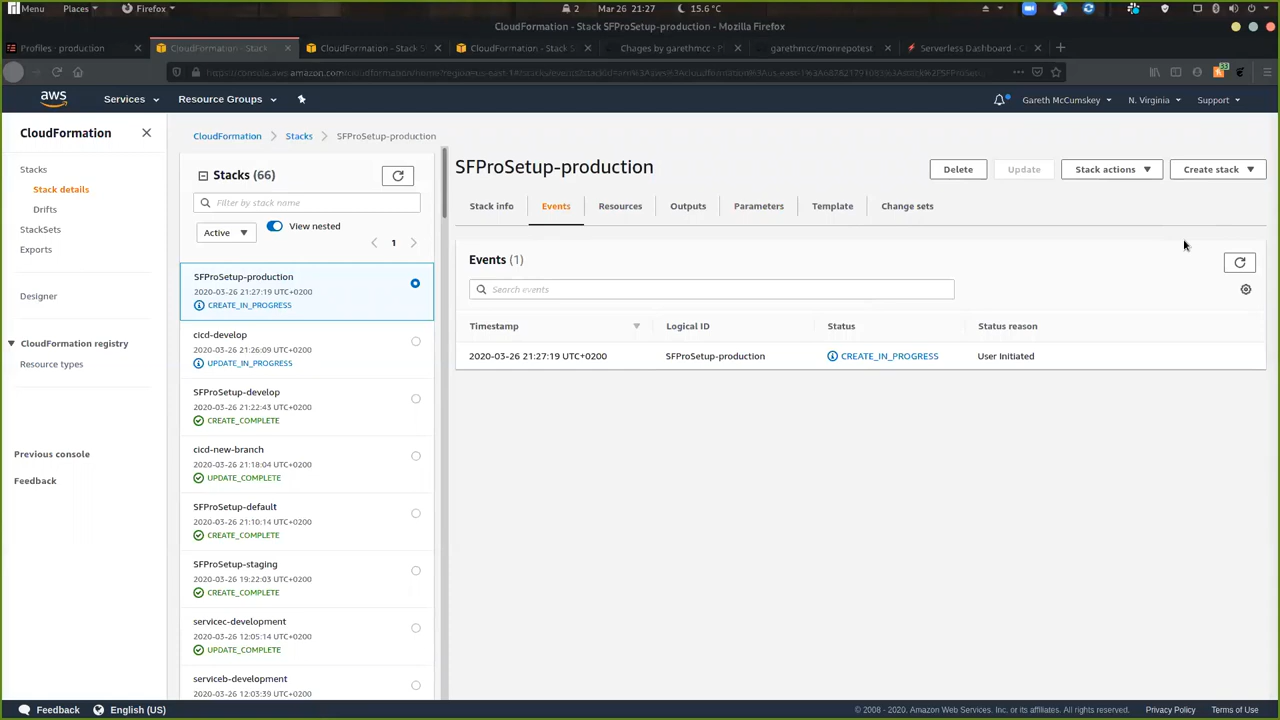 Menu Places Firefox Mar 26 21:27 15.6 °C 2
CloudFormation - Stack SFProSetup-production - Mozilla Firefox
Profiles · production
CloudFormation - Stack
CloudFormation - Stack S
CloudFormation - Stack S
Chages by garethmcc · P
garethmcc/monrepotest
Serverless Dashboard - C
aws Services Resource Groups Gareth McCumskey N. Virginia Support
CloudFormation
Stacks
Stack details
Drifts
StackSets
Exports
Designer
CloudFormation registry
Resource types
Previous console
Feedback
CloudFormation > Stacks > SFProSetup-production
Stacks (66)
Filter by stack name
Active View nested
1
SFProSetup-production
2020-03-26 21:27:19 UTC+0200
CREATE_IN_PROGRESS
cicd-develop
2020-03-26 21:26:09 UTC+0200
UPDATE_IN_PROGRESS
SFProSetup-develop
2020-03-26 21:22:43 UTC+0200
CREATE_COMPLETE
cicd-new-branch
2020-03-26 21:18:04 UTC+0200
UPDATE_COMPLETE
SFProSetup-default
2020-03-26 21:10:14 UTC+0200
CREATE_COMPLETE
SFProSetup-staging
2020-03-26 19:22:03 UTC+0200
CREATE_COMPLETE
servicec-development
2020-03-26 12:05:14 UTC+0200
UPDATE_COMPLETE
serviceb-development
2020-03-26 12:03:39 UTC+0200
SFProSetup-production
Delete Update Stack actions Create stack
Stack info Events Resources Outputs Parameters Template Change sets
Events (1)
Search events
Timestamp Logical ID Status Status reason
2020-03-26 21:27:19 UTC+0200 SFProSetup-production CREATE_IN_PROGRESS User Initiated
Feedback English (US) © 2008 - 2020, Amazon Web Services, Inc. or its affiliates. All rights reserved. Privacy Policy Terms of Use